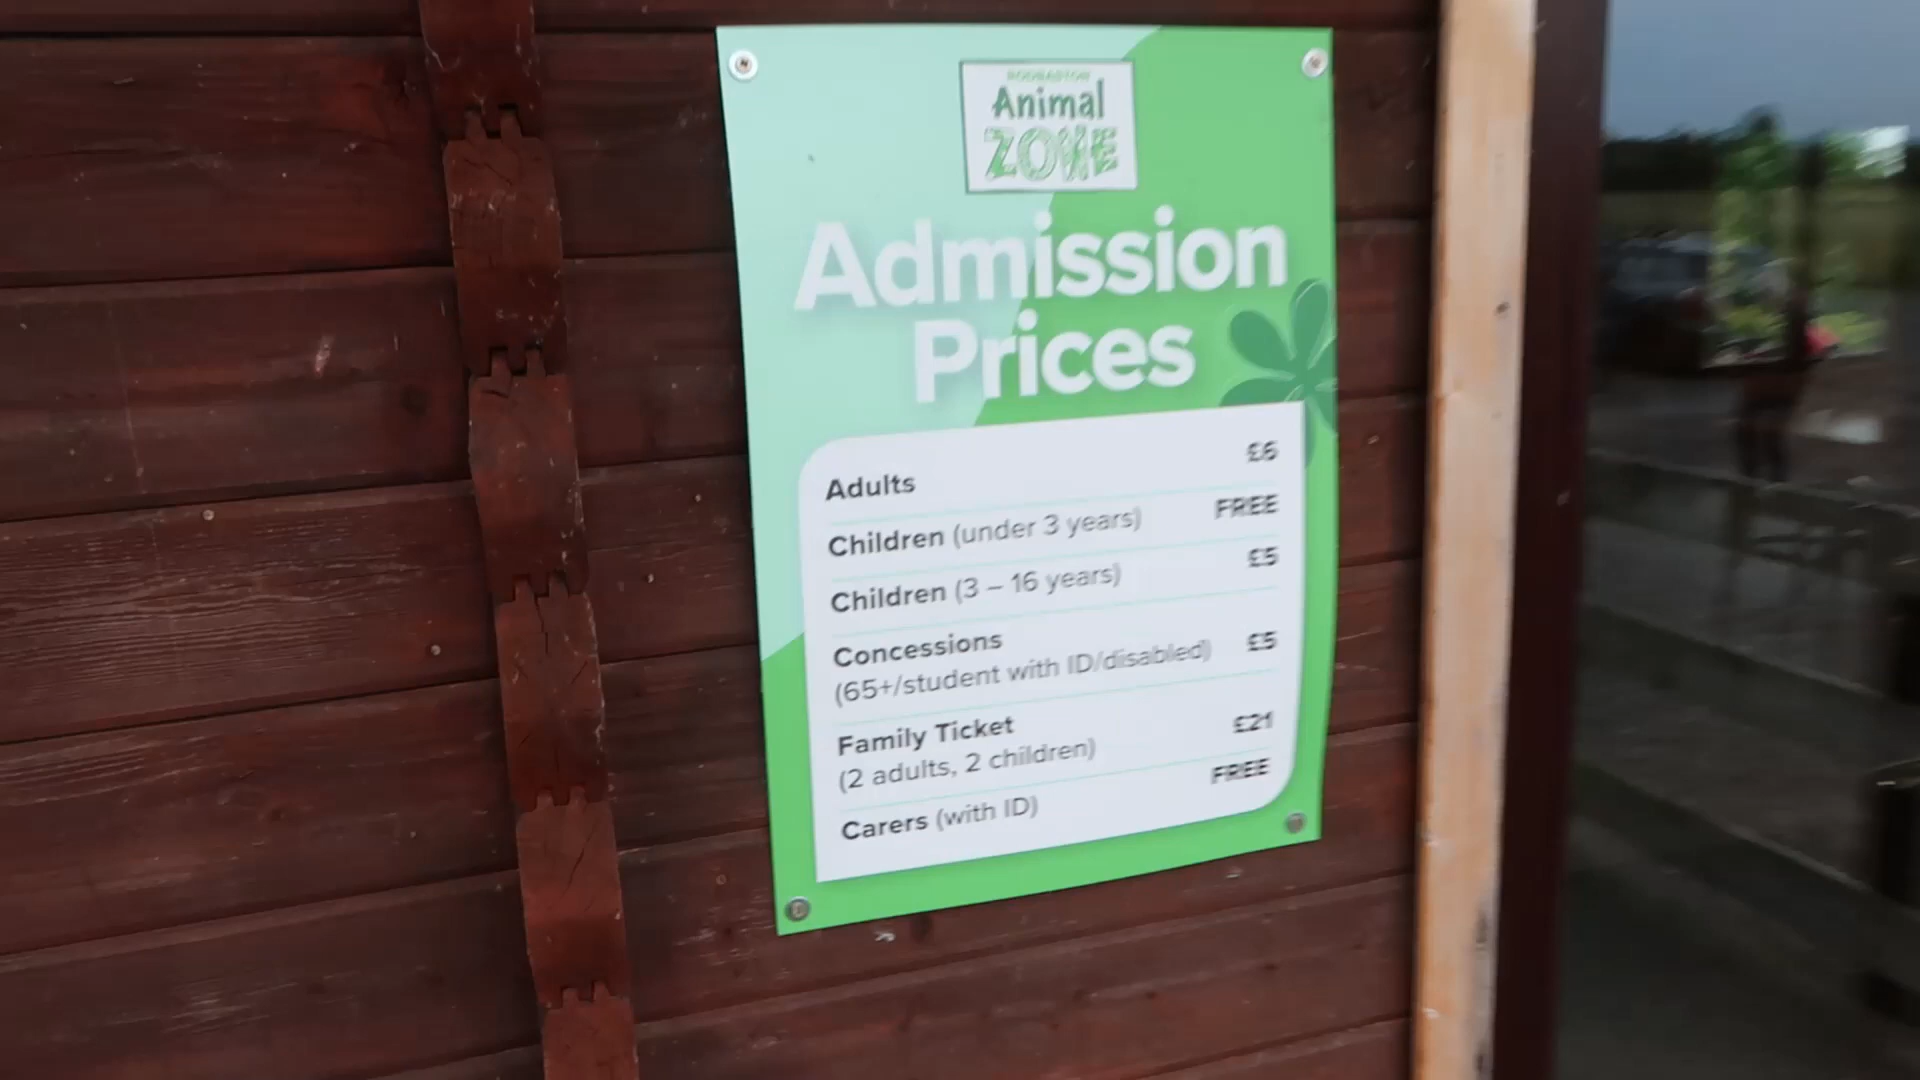 RODBASTON
Animal
ZONE
Admission
Prices
Adults £6
Children (under 3 years) FREE
Children (3 – 16 years) £5
Concessions
(65+/student with ID/disabled) £5
Family Ticket £21
(2 adults, 2 children)
Carers (with ID) FREE